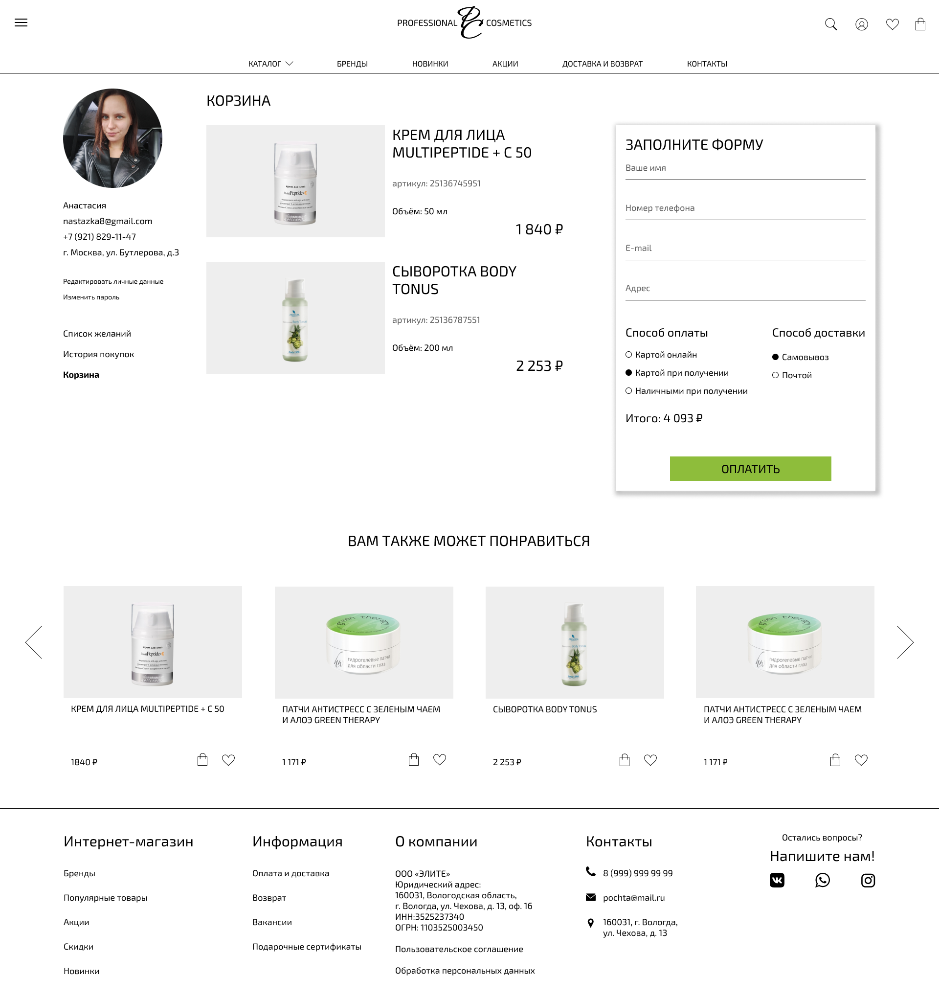 PROFESSIONAL PC COSMETICS
КАТАЛОГ БРЕНДЫ НОВИНКИ АКЦИИ ДОСТАВКА И ВОЗВРАТ КОНТАКТЫ
Анастасия
nastazka8@gmail.com
+7 (921) 829-11-47
г. Москва, ул. Бутлерова, д.3
Редактировать личные данные
Изменить пароль
Список желаний
История покупок
Корзина
КОРЗИНА
крем для лица
MultiPeptide+C
КРЕМ ДЛЯ ЛИЦА
MULTIPEPTIDE + C 50
артикул: 25136745951
Объём: 50 мл
1 840 ₽
Body Tonus
СЫВОРОТКА BODY
TONUS
артикул: 25136787551
Объём: 200 мл
2 253 ₽
ЗАПОЛНИТЕ ФОРМУ
Ваше имя
Номер телефона
E-mail
Адрес
Способ оплаты
Картой онлайн
Картой при получении
Наличными при получении
Способ доставки
Самовывоз
Почтой
Итого: 4 093 ₽
ОПЛАТИТЬ
ВАМ ТАКЖЕ МОЖЕТ ПОНРАВИТЬСЯ
крем для лица
MultiPeptide+C
КРЕМ ДЛЯ ЛИЦА MULTIPEPTIDE + C 50
1840 ₽
green therapy
гидрогелевые патчи
для области глаз
ПАТЧИ АНТИСТРЕСС С ЗЕЛЕНЫМ ЧАЕМ
И АЛОЭ GREEN THERAPY
1 171 ₽
Body Tonus
СЫВОРОТКА BODY TONUS
2 253 ₽
green therapy
гидрогелевые патчи
для области глаз
ПАТЧИ АНТИСТРЕСС С ЗЕЛЕНЫМ ЧАЕМ
И АЛОЭ GREEN THERAPY
1 171 ₽
Интернет-магазин
Бренды
Популярные товары
Акции
Скидки
Новинки
Информация
Оплата и доставка
Возврат
Вакансии
Подарочные сертификаты
О компании
ООО «ЭЛИТЕ»
Юридический адрес:
160031, Вологодская область,
г. Вологда, ул. Чехова, д. 13, оф. 16
ИНН:3525237340
ОГРН: 1103525003450
Пользовательское соглашение
Обработка персональных данных
Контакты
8 (999) 999 99 99
pochta@mail.ru
160031, г. Вологда,
ул. Чехова, д. 13
Остались вопросы?
Напишите нам!